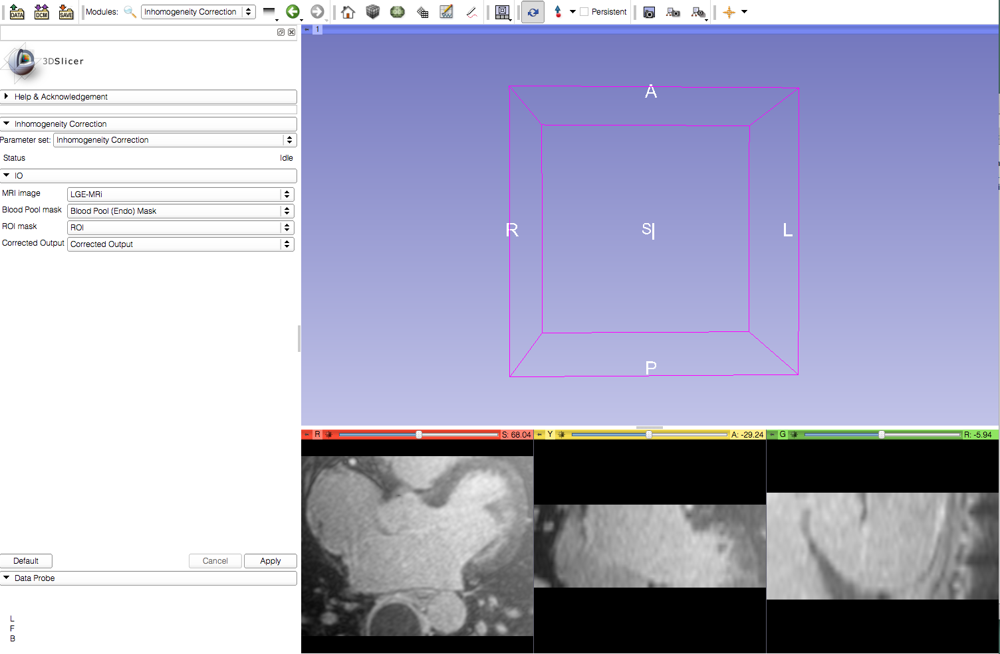 DATA DCM SAVE Modules: Inhomogeneity Correction Persistent
1
3DSlicer
Help & Acknowledgement
Inhomogeneity Correction
Parameter set: Inhomogeneity Correction
Status Idle
IO
MRI image LGE-MRi
Blood Pool mask Blood Pool (Endo) Mask
ROI mask ROI
Corrected Output Corrected Output
Default Cancel Apply
Data Probe
L
F
B
A
R S L
P
R S: 68.04
Y A: -29.24
G R: -5.94